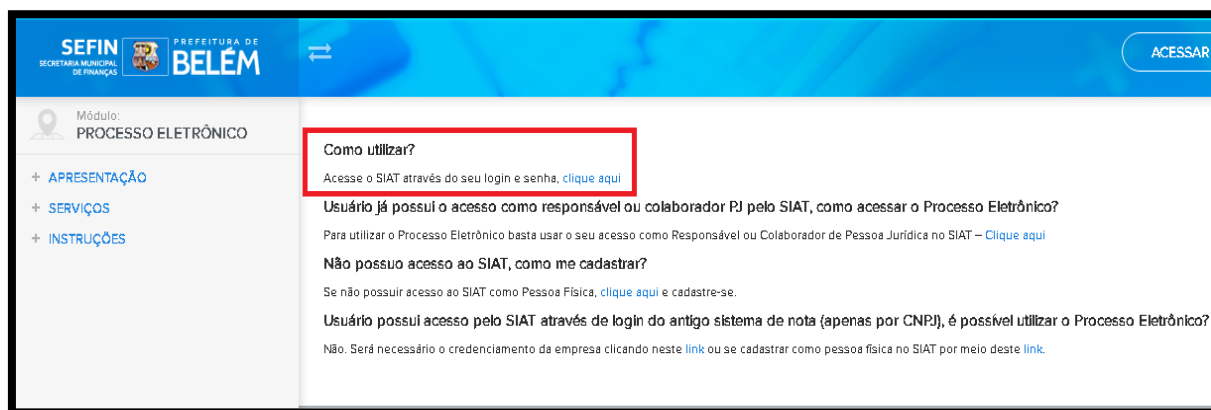 SEFIN
SECRETARIA MUNICIPAL
DE FINANÇAS
PREFEITURA DE
BELÉM
ACESSAR
Módulo:
PROCESSO ELETRÔNICO
+ APRESENTAÇÃO
+ SERVIÇOS
+ INSTRUÇÕES
Como utilizar?
Acesse o SIAT através do seu login e senha, clique aqui
Usuário já possui o acesso como responsável ou colaborador PJ pelo SIAT, como acessar o Processo Eletrônico?
Para utilizar o Processo Eletrônico basta usar o seu acesso como Responsável ou Colaborador de Pessoa Jurídica no SIAT – Clique aqui
Não possuo acesso ao SIAT, como me cadastrar?
Se não possuir acesso ao SIAT como Pessoa Física, clique aqui e cadastre-se.
Usuário possui acesso pelo SIAT através de login do antigo sistema de nota (apenas por CNPJ), é possível utilizar o Processo Eletrônico?
Não. Será necessário o credenciamento da empresa clicando neste link ou se cadastrar como pessoa física no SIAT por meio deste link.